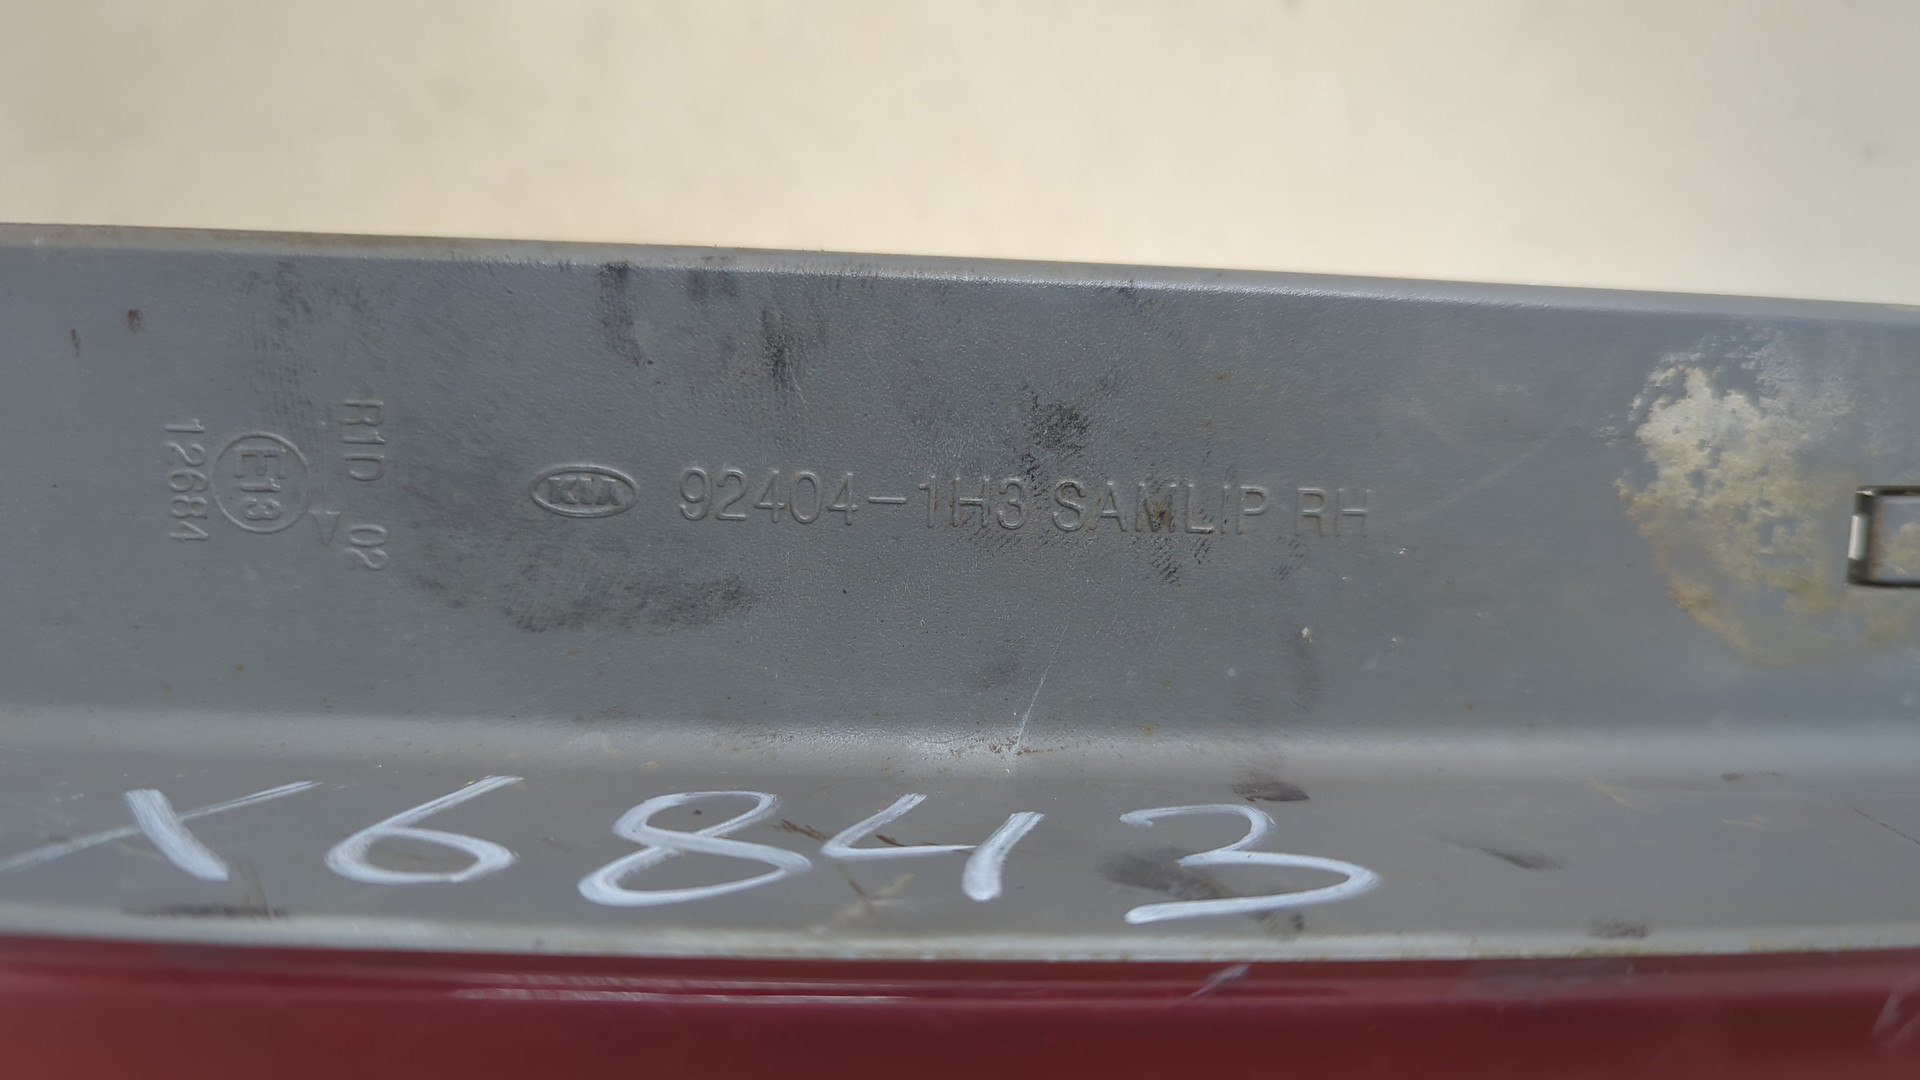 R1D 02
E13
12684
KIA 92404-1H3 SAMLIP RH
X6843